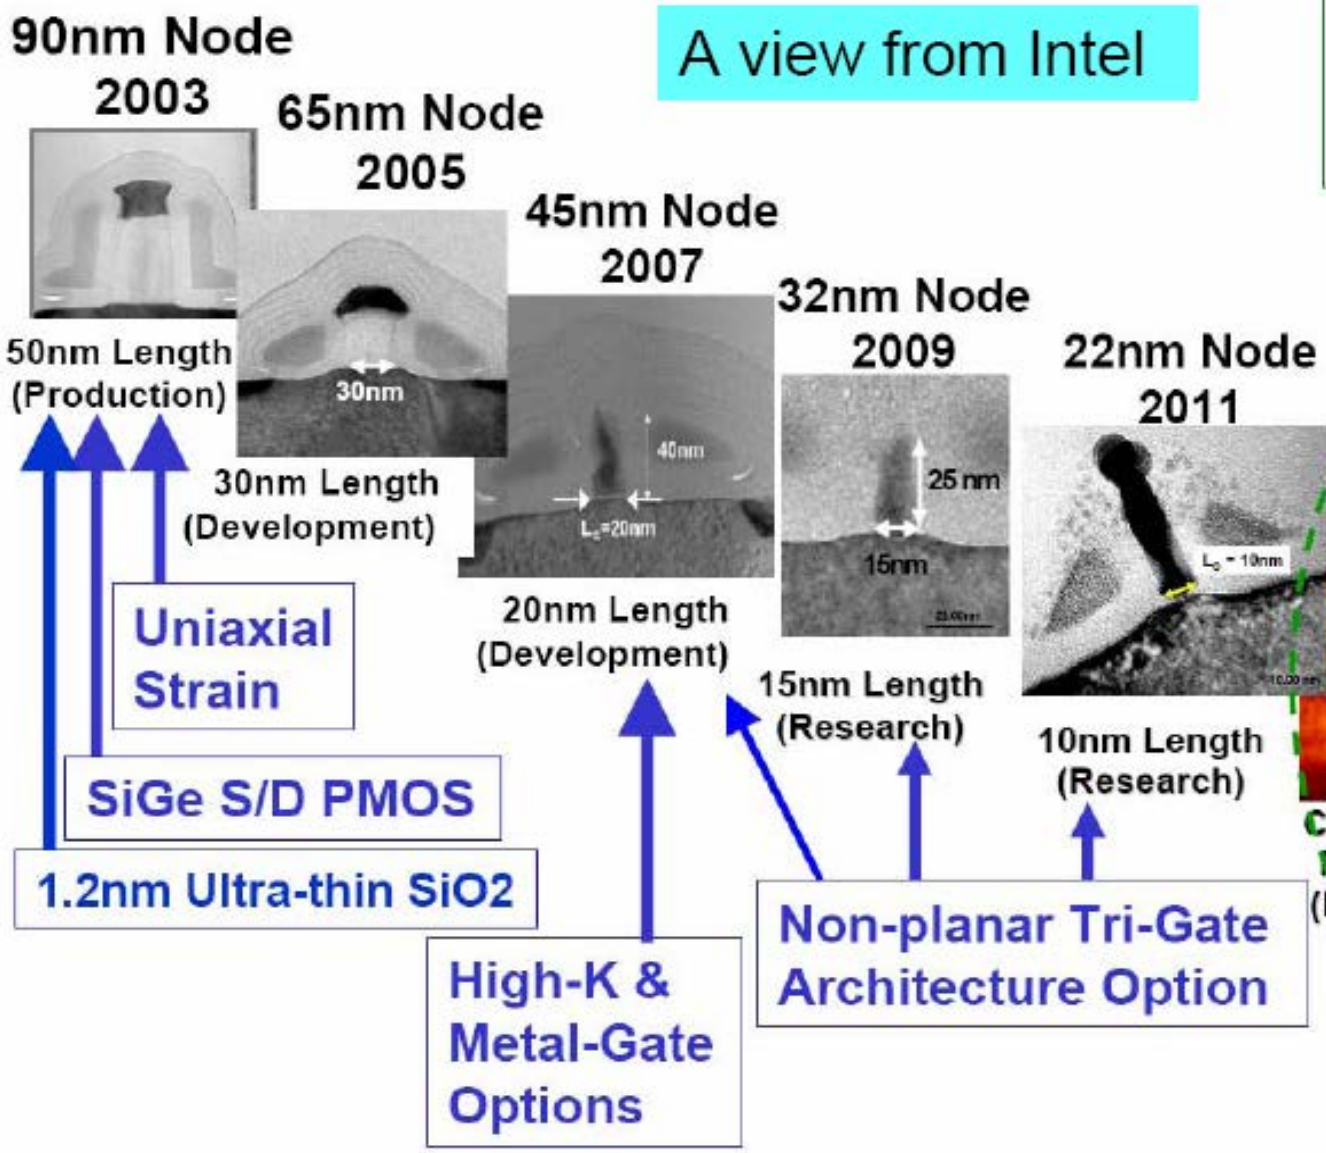 A view from Intel
90nm Node
2003
65nm Node
2005
45nm Node
2007
32nm Node
2009
22nm Node
2011
50nm Length
(Production)
30nm
30nm Length
(Development)
40nm
20nm
20nm Length
(Development)
25 nm
15nm
15nm Length
(Research)
10nm
10nm Length
(Research)
Uniaxial
Strain
SiGe S/D PMOS
1.2nm Ultra-thin SiO2
High-K &
Metal-Gate
Options
Non-planar Tri-Gate
Architecture Option